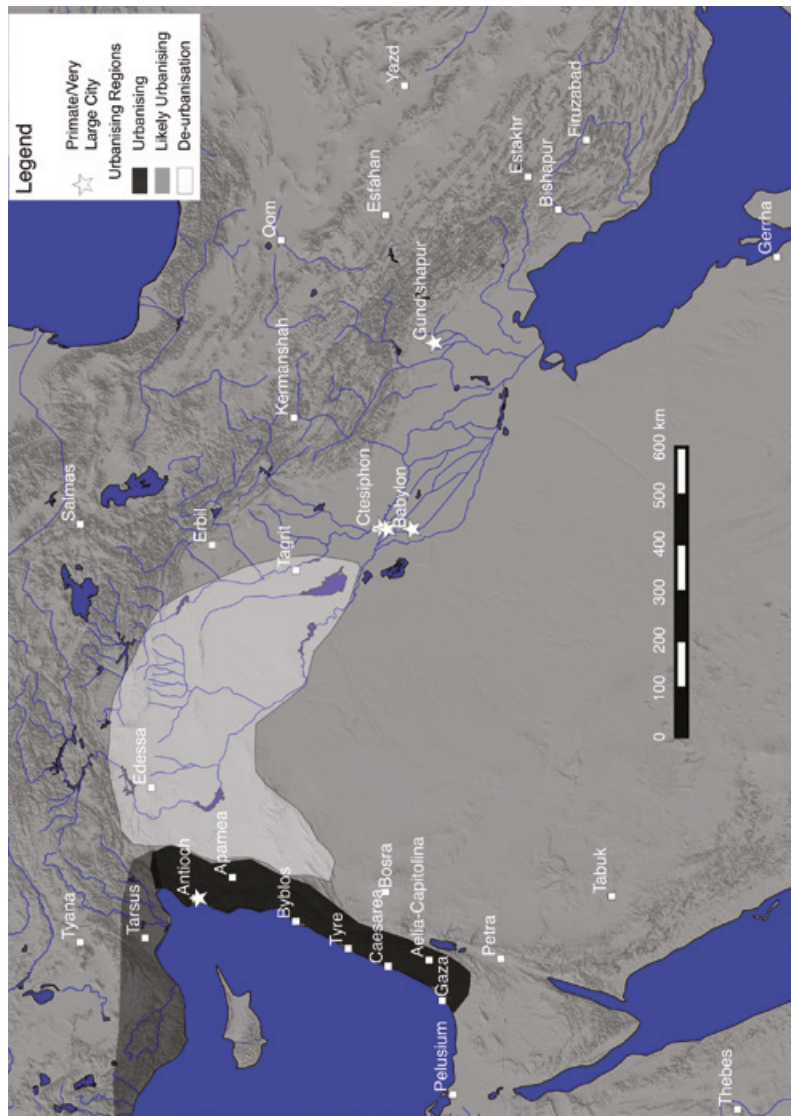 Legend
Primate/Very
Large City
Urbanising Regions
Urbanising
Likely Urbanising
De-urbanisation
Tyana
Salmas
Tarsus
Edessa
Erbil
Antioch
Apamea
Tagrit
Kermanshah
Qom
Byblos
Tyre
Caesarea
Bosra
Ctesiphon
Babylon
Esfahan
Yazd
Gundishapur
Aelia-Capitolina
Gaza
Pelusium
Petra
Estakhr
Bishapur
Firuzabad
Tabuk
0 100 200 300 400 500 600 km
Thebes
Gerrha